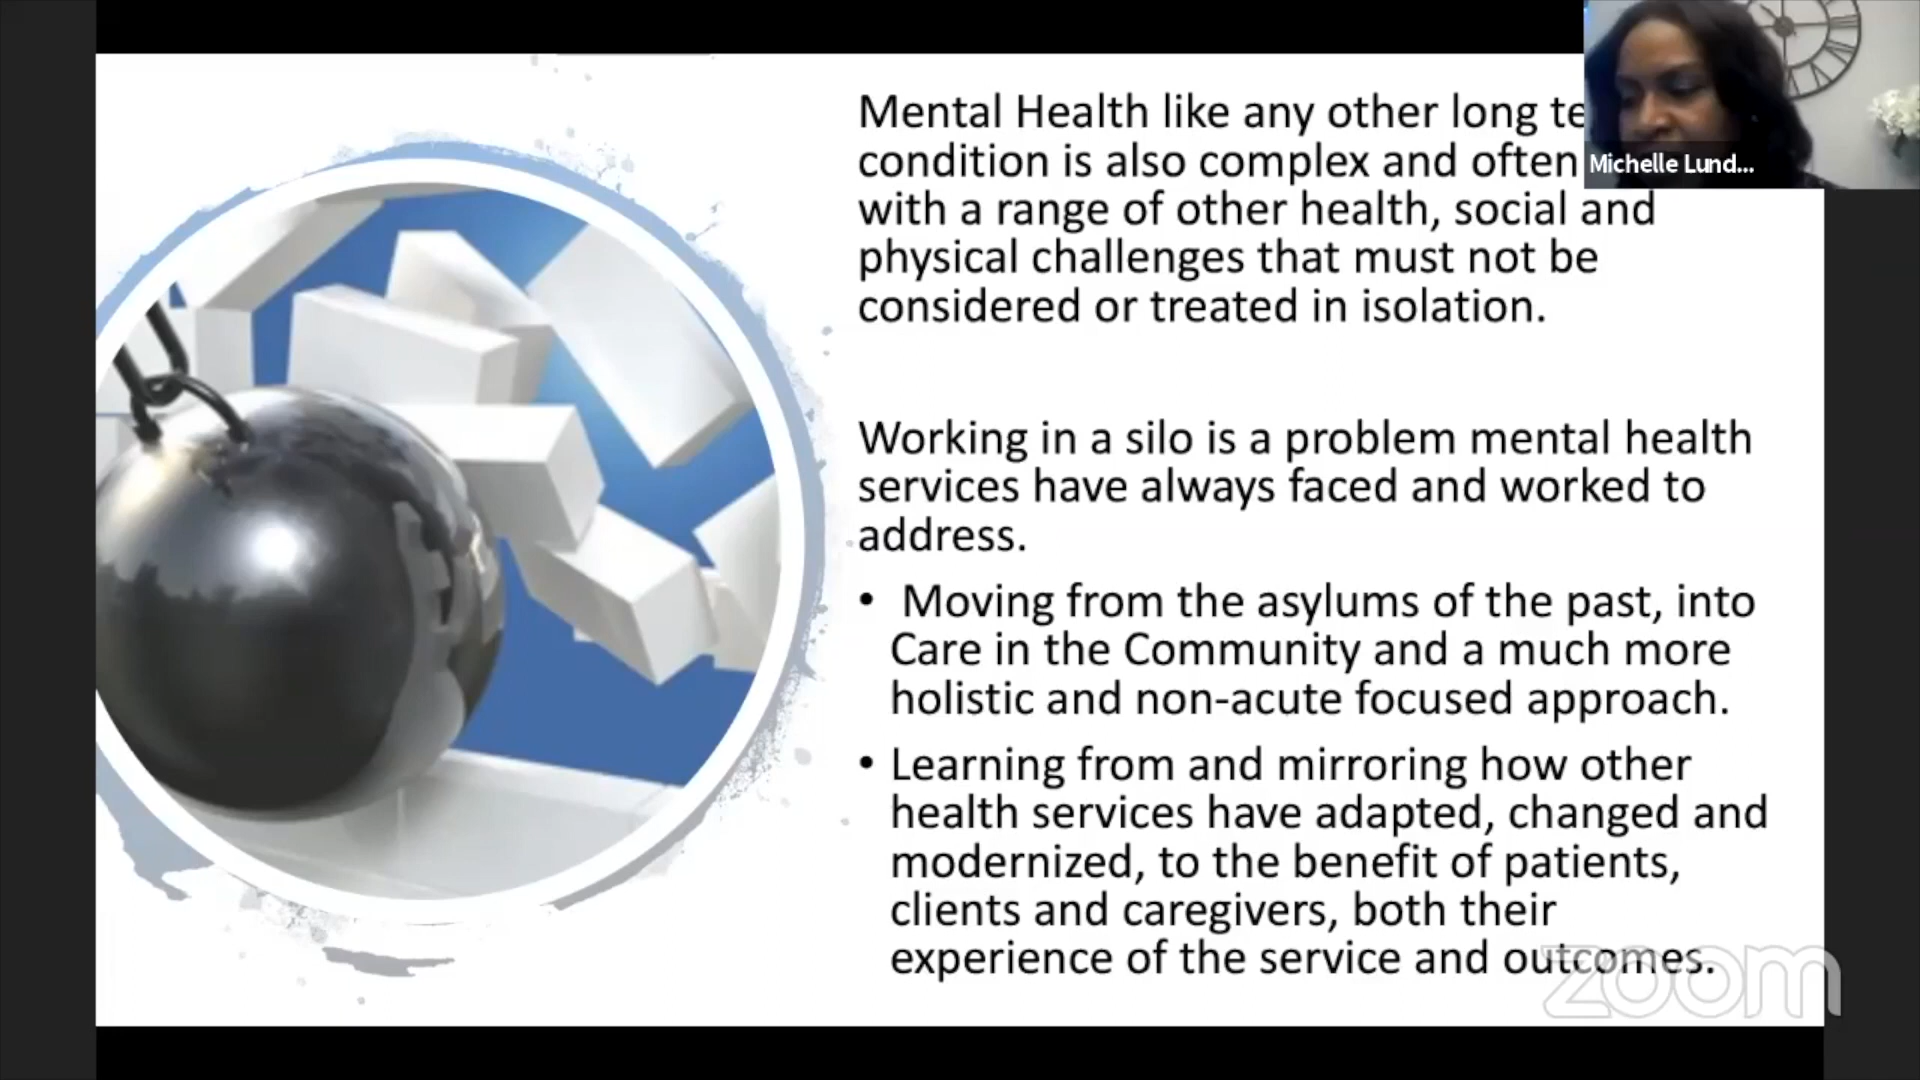 Mental Health like any other long te
condition is also complex and often
with a range of other health, social and
physical challenges that must not be
considered or treated in isolation.
Working in a silo is a problem mental health
services have always faced and worked to
address.
• Moving from the asylums of the past, into
Care in the Community and a much more
holistic and non-acute focused approach.
• Learning from and mirroring how other
health services have adapted, changed and
modernized, to the benefit of patients,
clients and caregivers, both their
experience of the service and outcomes.
Michelle Lund...
zoom